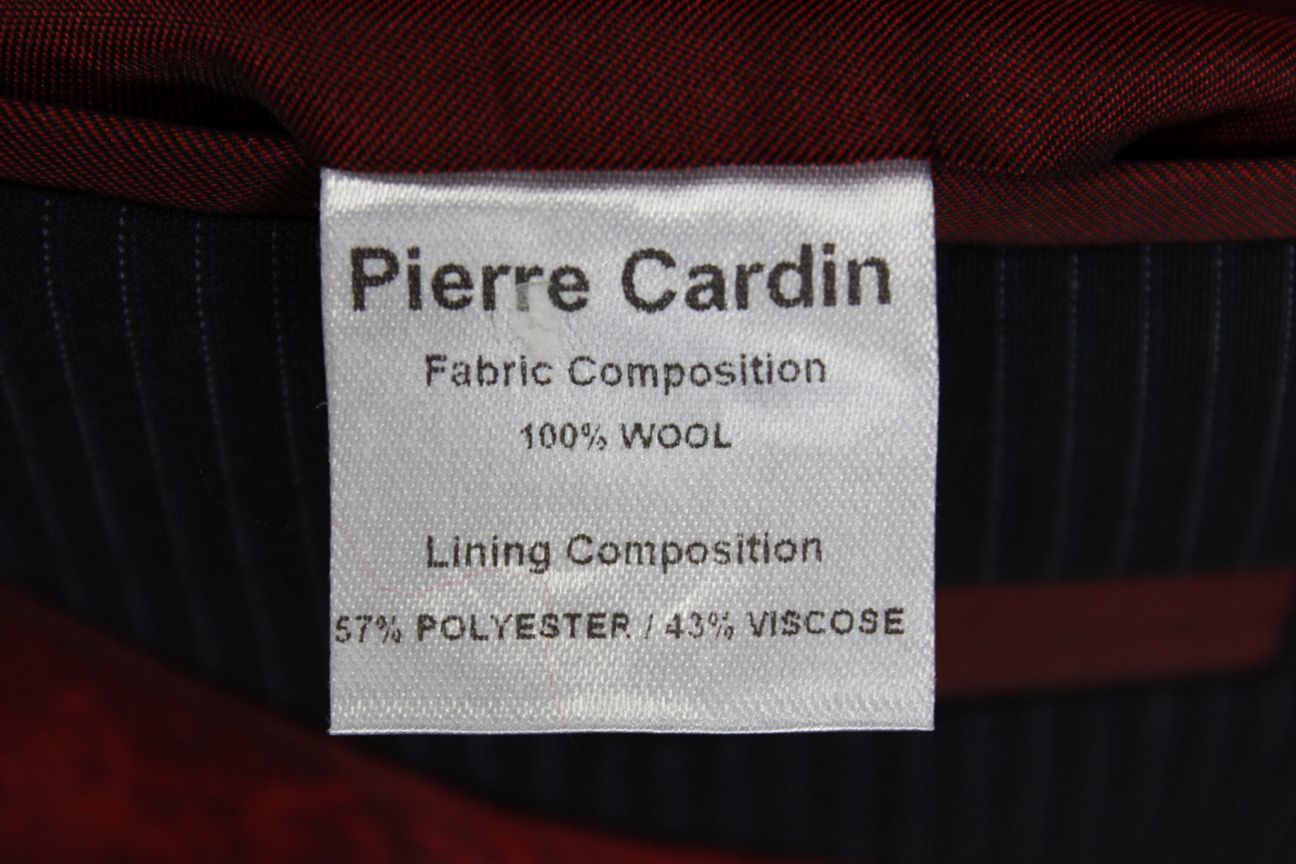 Pierre Cardin
Fabric Composition
100% WOOL
Lining Composition
57% POLYESTER / 43% VISCOSE